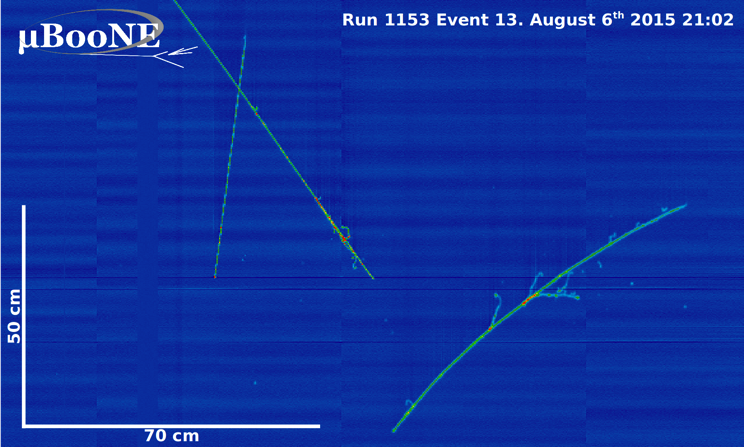 µBooNE
Run 1153 Event 13. August 6th 2015 21:02
50 cm
70 cm